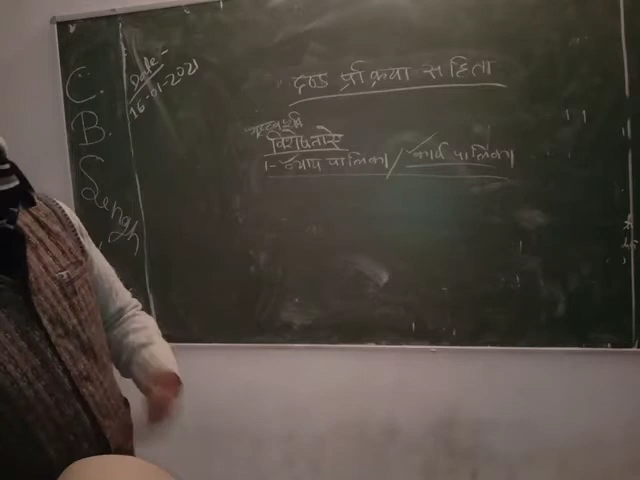 C.
B.
Singh
Date:-
16-01-2021
दण्ड प्रक्रिया संहिता
विशेषताऐ
1- न्याय पालिका / कार्य पालिका